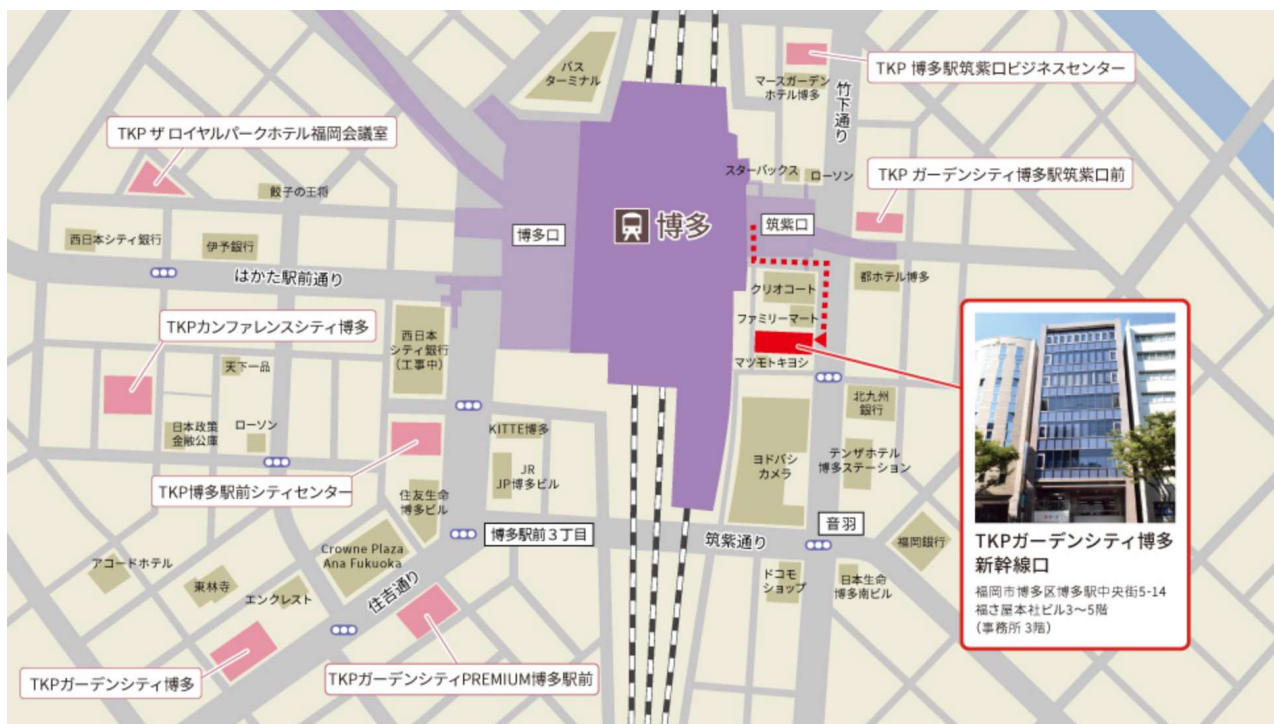 バス
ターミナル
マースガーデン
ホテル博多
竹下通り
TKP 博多駅筑紫口ビジネスセンター
TKP ザ ロイヤルパークホテル福岡会議室
餃子の王将
スターバックス
ローソン
TKP ガーデンシティ博多駅筑紫口前
西日本シティ銀行
伊予銀行
はかた駅前通り
博多口
博多
筑紫口
クリオコート
都ホテル博多
ファミリーマート
マツモトキヨシ
TKPカンファレンスシティ博多
西日本
シティ銀行
(工事中)
天下一品
日本政策
金融公庫
ローソン
TKP博多駅前シティセンター
KITTE博多
JR
JP博多ビル
住友生命
博多ビル
北九州
銀行
ヨドバシ
カメラ
テンザホテル
博多ステーション
博多駅前3丁目
筑紫通り
音羽
福岡銀行
Crowne Plaza
Ana Fukuoka
住吉通り
アコードホテル
東林寺
エンクレスト
ドコモ
ショップ
日本生命
博多南ビル
TKPガーデンシティ博多
TKPガーデンシティPREMIUM博多駅前
TKPガーデンシティ博多
新幹線口
福岡市博多区博多駅中央街5-14
福さ屋本社ビル3〜5階
(事務所 3階)